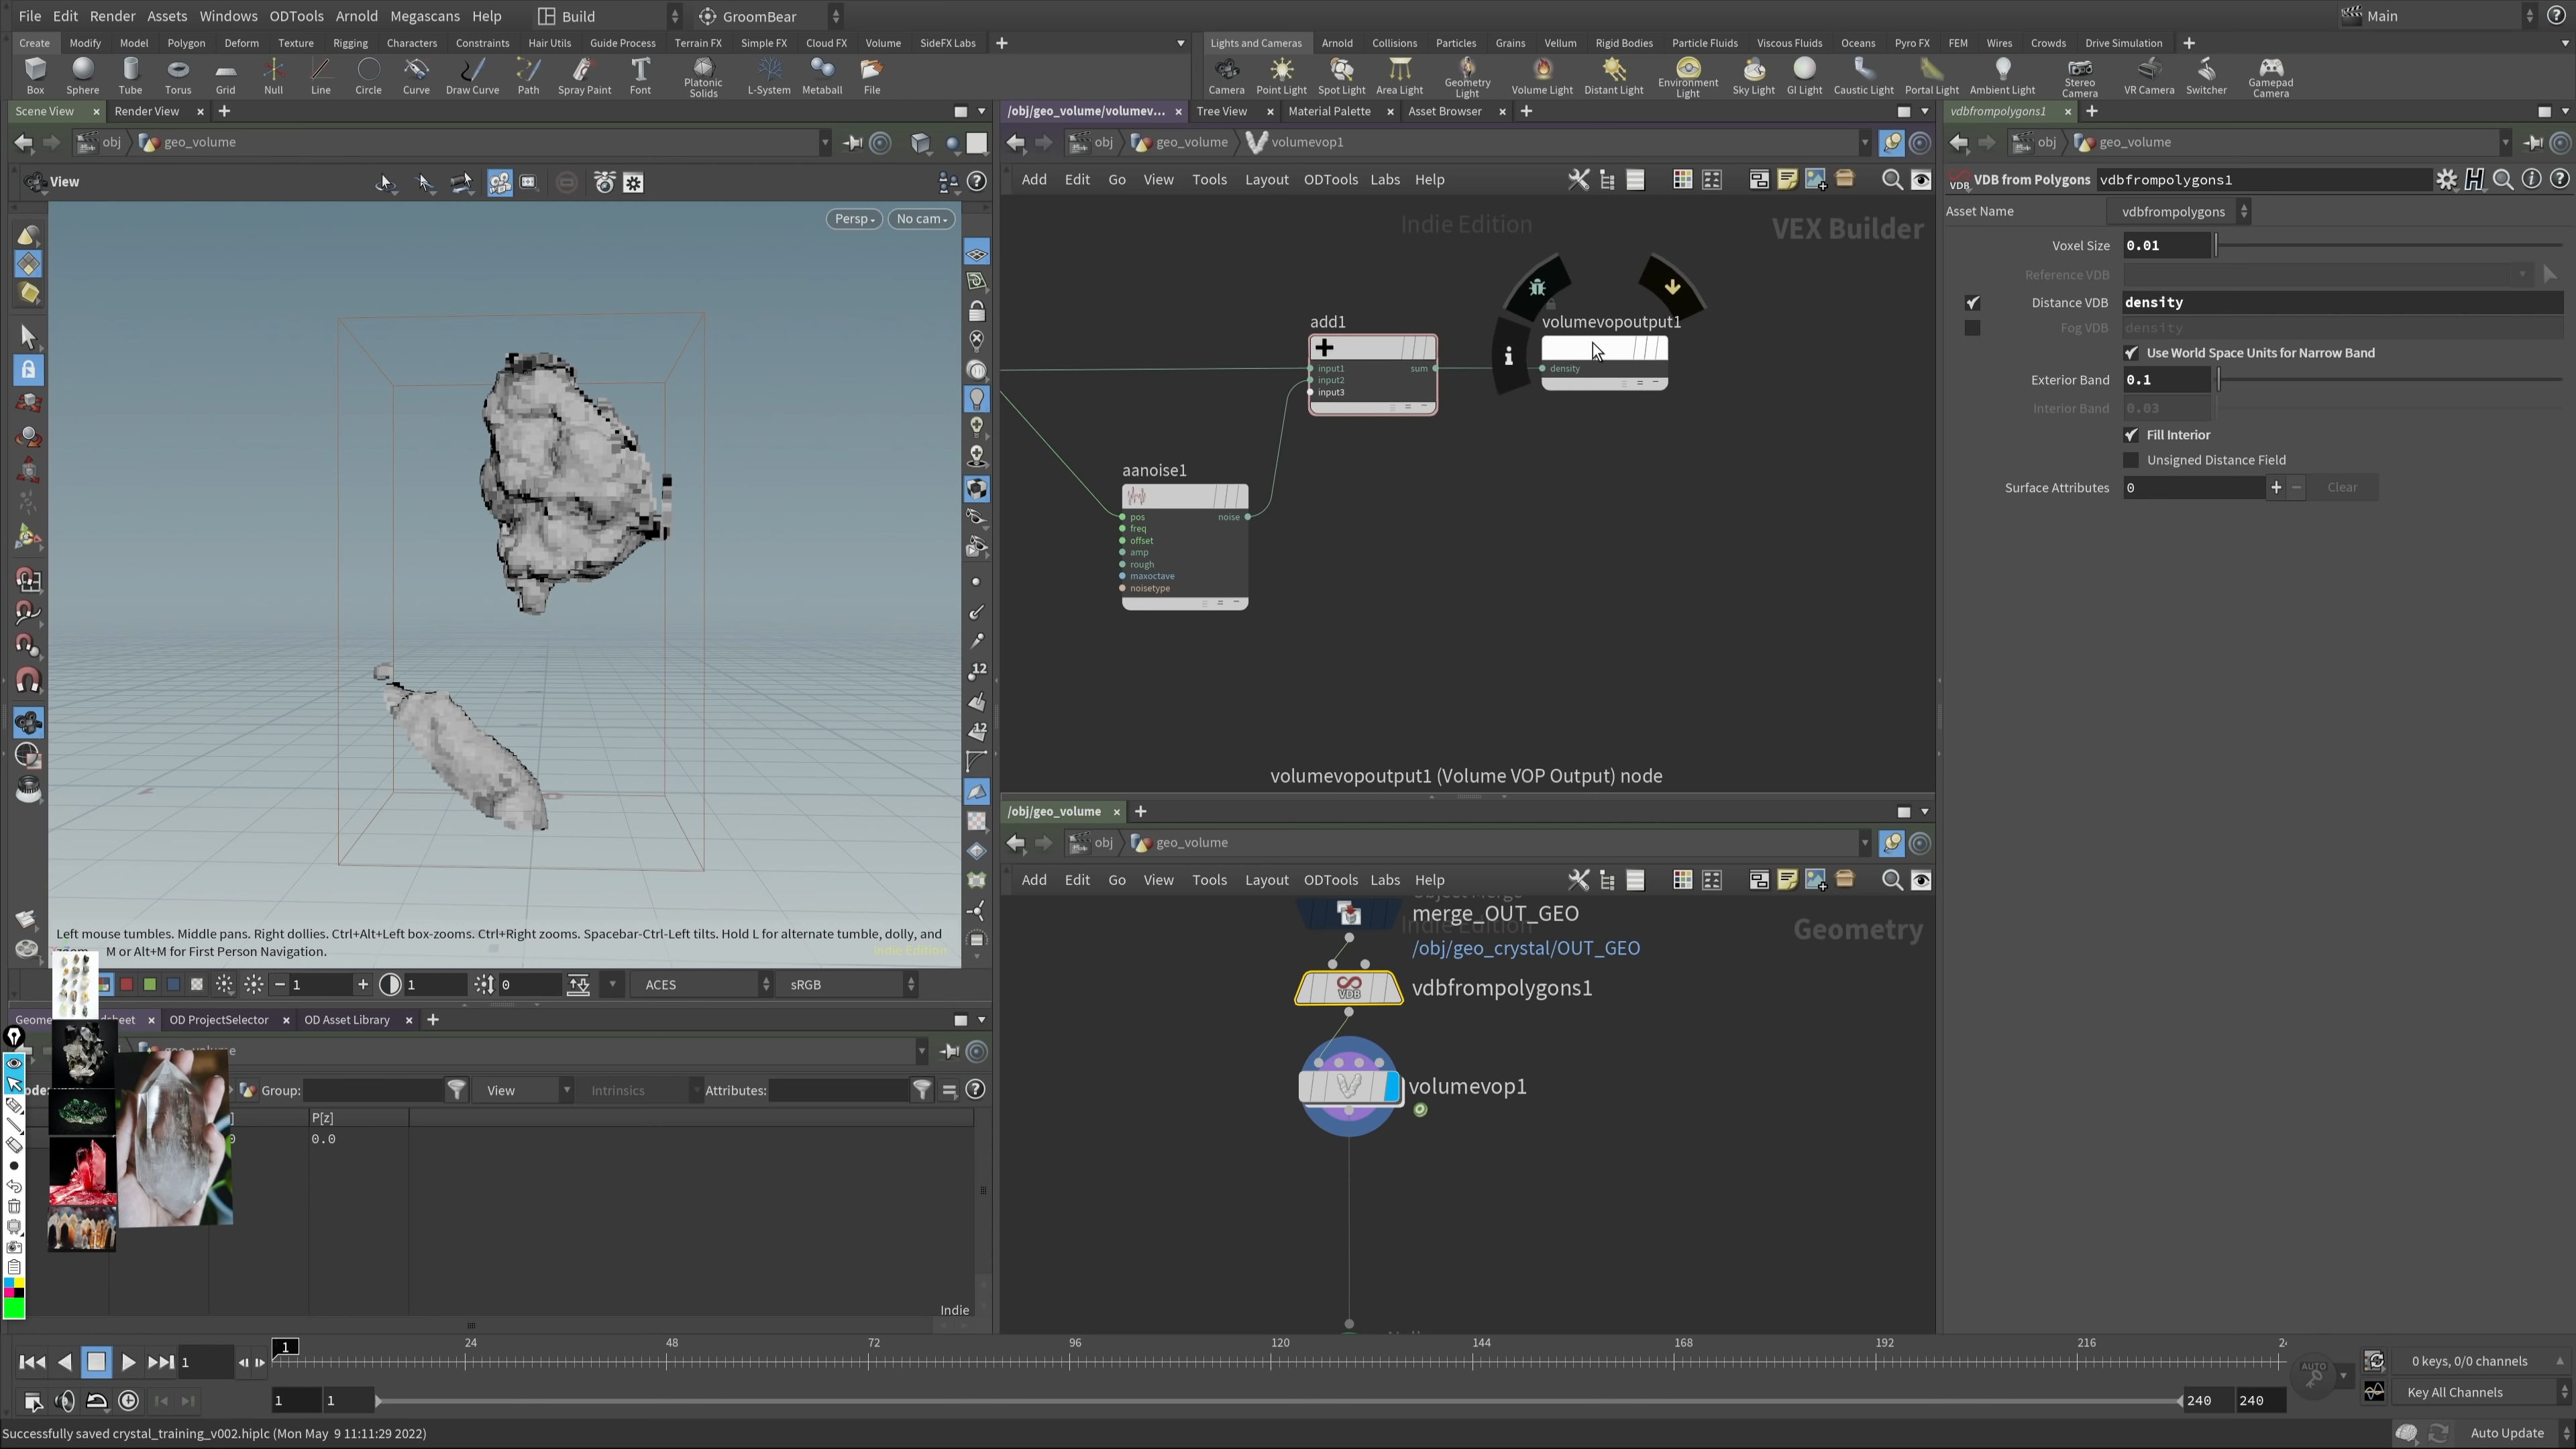 File Edit Render Assets Windows ODTools Arnold Megascans Help Build GroomBear Main
Create Modify Model Polygon Deform Texture Rigging Characters Constraints Hair Utils Guide Process Terrain FX Simple FX Cloud FX Volume SideFX Labs
Lights and Cameras Arnold Collisions Particles Grains Vellum Rigid Bodies Particle Fluids Viscous Fluids Oceans Pyro FX FEM Wires Crowds Drive Simulation
Box Sphere Tube Torus Grid Null Line Circle Curve Draw Curve Path Spray Paint Font Platonic Solids L-System Metaball File
Camera Point Light Spot Light Area Light Geometry Light Volume Light Distant Light Environment Light Sky Light GI Light Caustic Light Portal Light Ambient Light Stereo Camera VR Camera Switcher Gamepad Camera
Scene View Render View
obj geo_volume
View
Persp No cam
Left mouse tumbles. Middle pans. Right dollies. Ctrl+Alt+Left box-zooms. Ctrl+Right zooms. Spacebar-Ctrl-Left tilts. Hold L for alternate tumble, dolly, and
M or Alt+M for First Person Navigation.
Indie Edition
1 1 0 ACES sRGB
OD ProjectSelector OD Asset Library
Group: View Intrinsics Attributes:
P[z]
0.0
Indie
/obj/geo_volume/volumev... Tree View Material Palette Asset Browser
obj geo_volume volumevop1
Add Edit Go View Tools Layout ODTools Labs Help
Indie Edition
VEX Builder
add1
input1 sum
input2
input3
volumevopoutput1
density
aanoise1
pos noise
freq
offset
amp
rough
maxoctave
noisetype
volumevopoutput1 (Volume VOP Output) node
/obj/geo_volume
obj geo_volume
Add Edit Go View Tools Layout ODTools Labs Help
merge_OUT_GEO
Indie Edition
Geometry
/obj/geo_crystal/OUT_GEO
VDB
vdbfrompolygons1
volumevop1
vdbfrompolygons1
obj geo_volume
VDB VDB from Polygons vdbfrompolygons1
Asset Name vdbfrompolygons
Voxel Size 0.01
Reference VDB
Distance VDB density
Fog VDB density
Use World Space Units for Narrow Band
Exterior Band 0.1
Interior Band 0.03
Fill Interior
Unsigned Distance Field
Surface Attributes 0 Clear
1 24 48 72 96 120 144 168 192 216
1
AUTO
0 keys, 0/0 channels
1 1 240 240
Key All Channels
Successfully saved crystal_training_v002.hiplc (Mon May 9 11:11:29 2022)
Auto Update